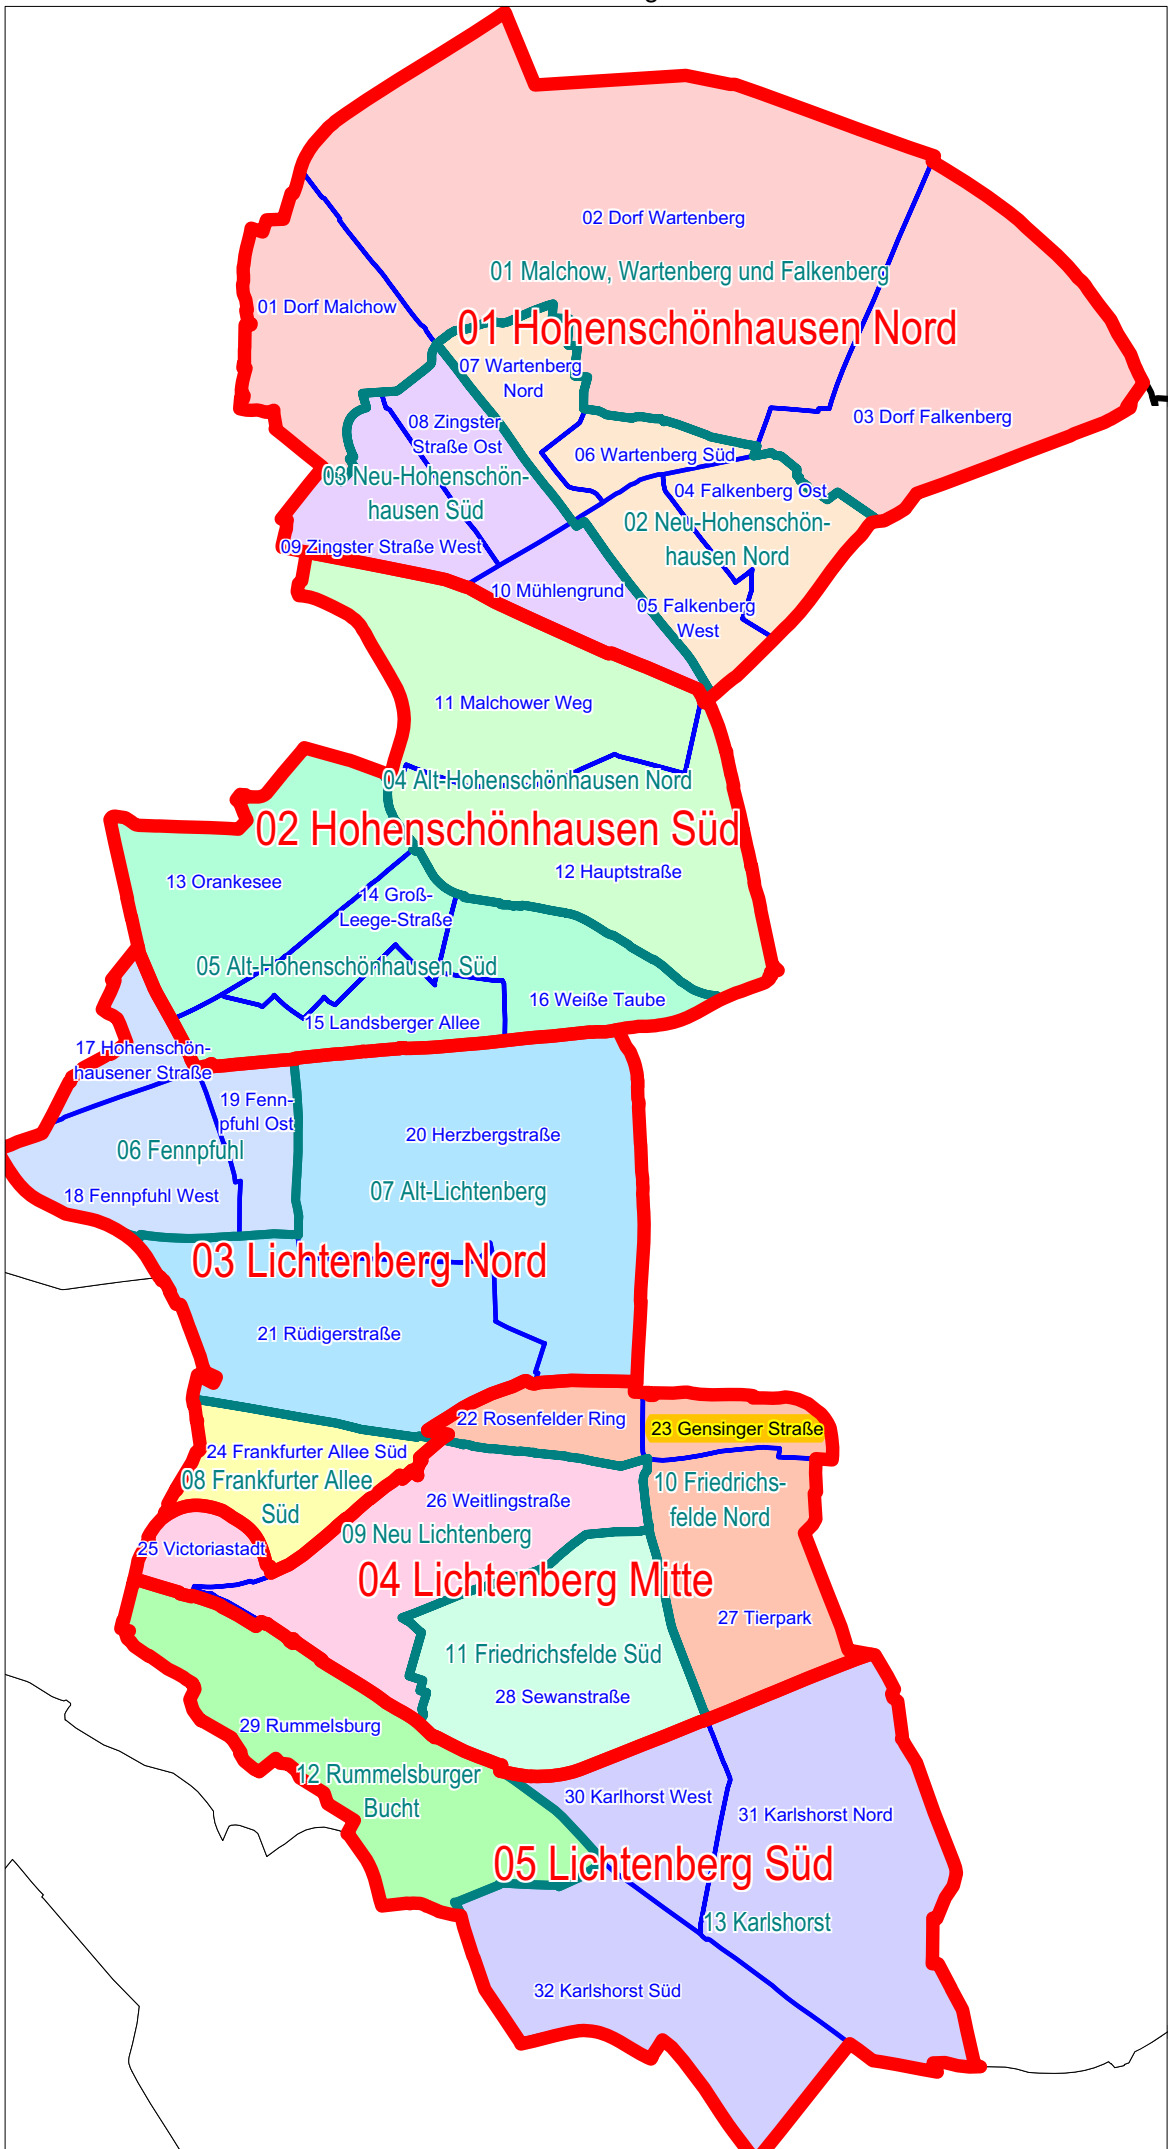 02 Dorf Wartenberg
01 Malchow, Wartenberg und Falkenberg
01 Dorf Malchow
01 Hohenschönhausen Nord
07 Wartenberg
Nord
03 Dorf Falkenberg
08 Zingster
Straße Ost
06 Wartenberg Süd
03 Neu-Hohenschön-
hausen Süd
04 Falkenberg Ost
02 Neu-Hohenschön-
hausen Nord
09 Zingster Straße West
10 Mühlengrund
05 Falkenberg
West
11 Malchower Weg
04 Alt-Hohenschönhausen Nord
02 Hohenschönhausen Süd
12 Hauptstraße
13 Orankesee
14 Groß-
Leege-Straße
05 Alt-Hohenschönhausen Süd
16 Weiße Taube
15 Landsberger Allee
17 Hohenschön-
hausener Straße
19 Fenn-
pfuhl Ost
20 Herzbergstraße
06 Fennpfuhl
18 Fennpfuhl West
07 Alt-Lichtenberg
03 Lichtenberg Nord
21 Rüdigerstraße
22 Rosenfelder Ring
23 Gensinger Straße
24 Frankfurter Allee Süd
08 Frankfurter Allee
Süd
10 Friedrichs-
felde Nord
26 Weitlingstraße
09 Neu Lichtenberg
25 Victoriastadt
04 Lichtenberg Mitte
27 Tierpark
11 Friedrichsfelde Süd
28 Sewanstraße
29 Rummelsburg
12 Rummelsburger
Bucht
30 Karlhorst West
31 Karlshorst Nord
05 Lichtenberg Süd
13 Karlshorst
32 Karlshorst Süd